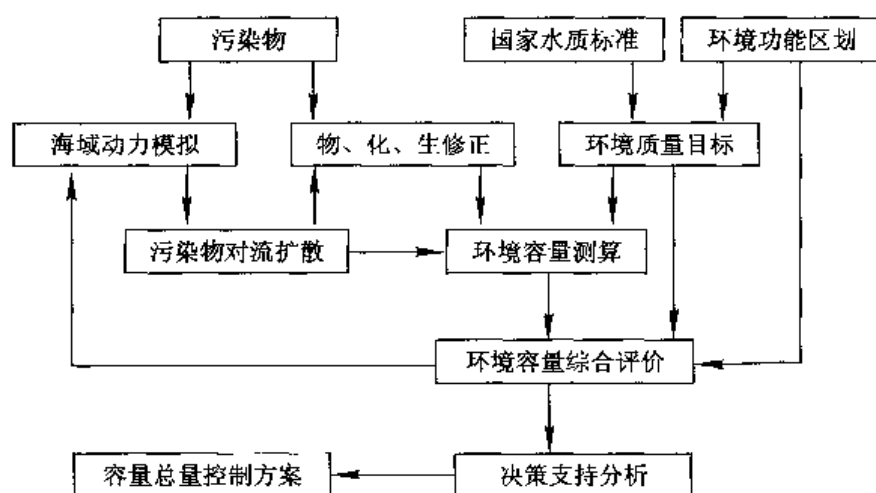 污染物
国家水质标准
环境功能区划
海域动力模拟
物、化、生修正
环境质量目标
污染物对流扩散
环境容量测算
环境容量综合评价
容量总量控制方案
决策支持分析